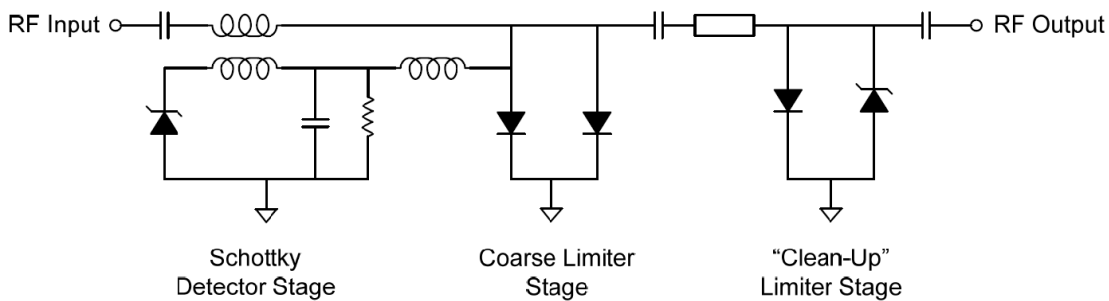 RF Input
RF Output
Schottky
Detector Stage
Coarse Limiter
Stage
“Clean-Up”
Limiter Stage